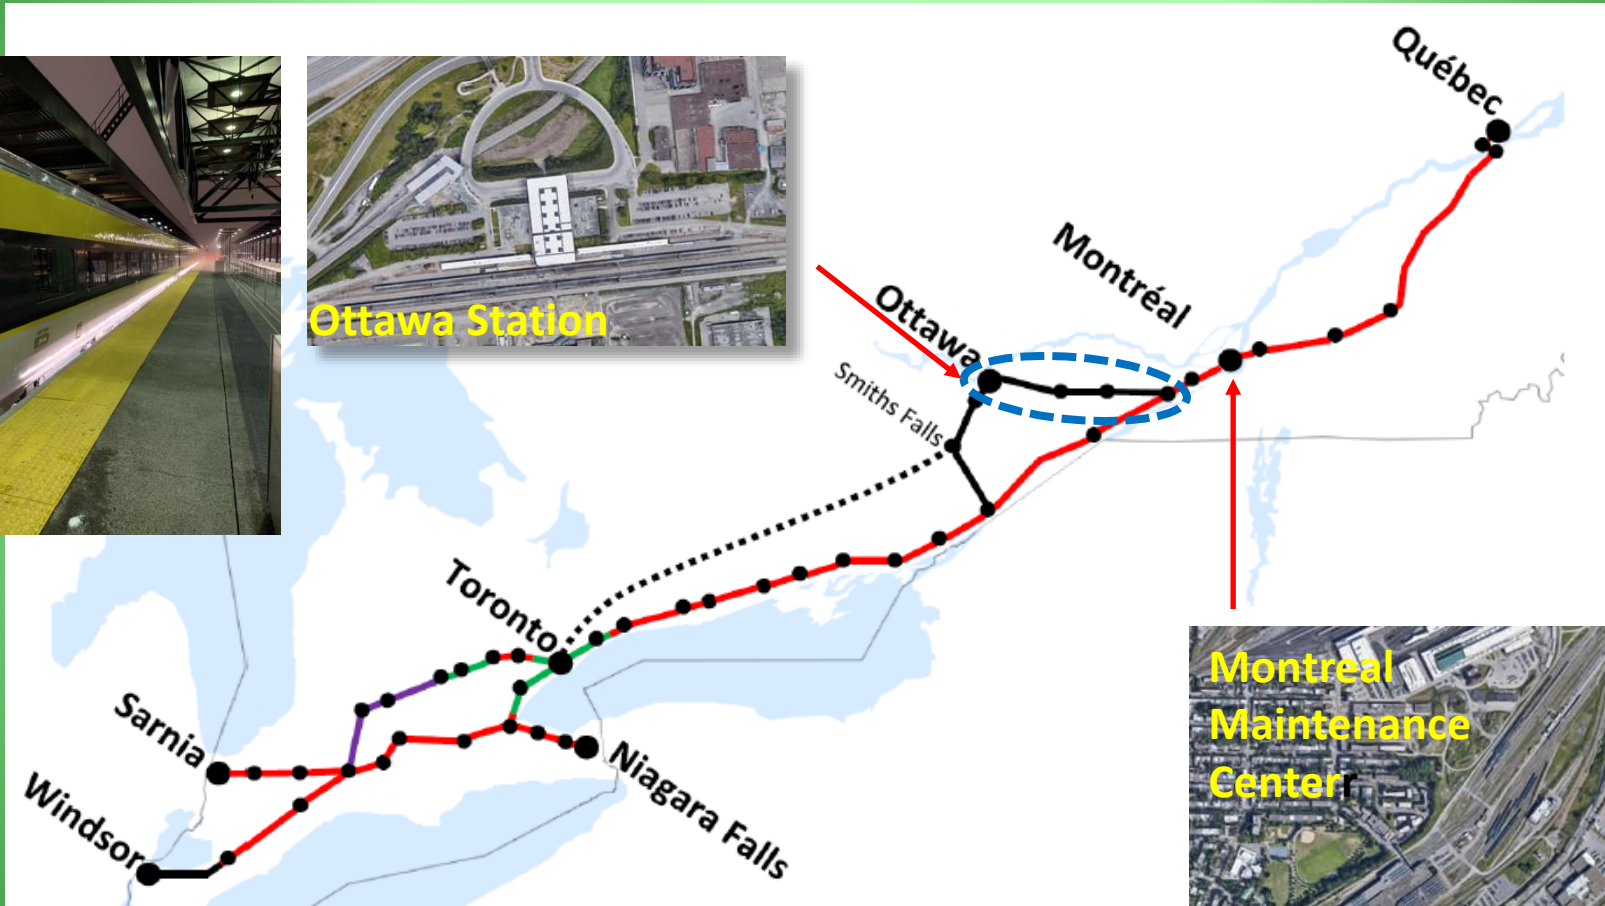 Québec
Montréal
Ottawa
Smiths Falls
Ottawa Station
Toronto
Sarnia
Windsor
Niagara Falls
Montreal
Maintenance
Centerr